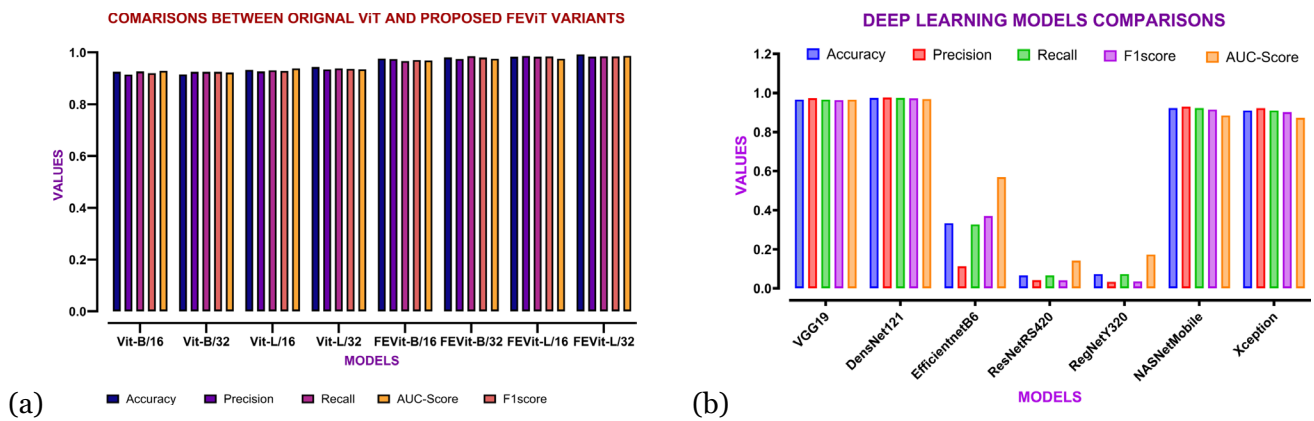 COMARISONS BETWEEN ORIGNAL ViT AND PROPOSED FEViT VARIANTS
VALUES
1.0
0.8
0.6
0.4
0.2
0.0
Vit-B/16 Vit-B/32 Vit-L/16 Vit-L/32 FEVit-B/16 FEVit-B/32 FEVit-L/16 FEVit-L/32
MODELS
(a)
Accuracy Precision Recall AUC-Score F1score
DEEP LEARNING MODELS COMPARISONS
Accuracy Precision Recall F1score AUC-Score
VALUES
1.2
1.0
0.8
0.6
0.4
0.2
0.0
VGG19
DensNet121
EfficientnetB6
ResNetRS420
RegNetY320
NASNetMobile
Xception
MODELS
(b)